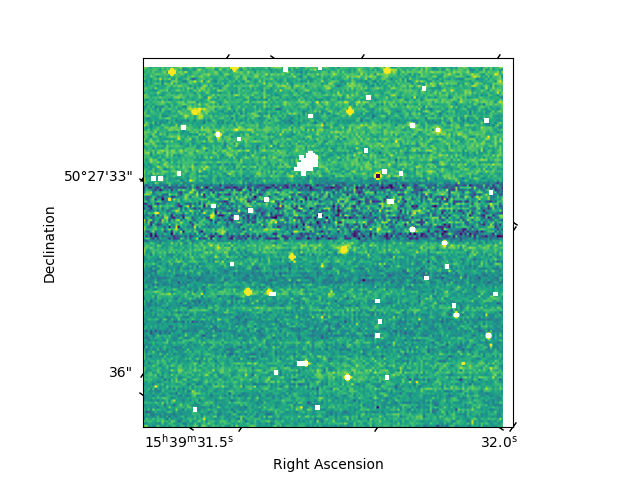 50°27'33"
Declination
36"
15ʰ39ᵐ31.5ˢ
32.0ˢ
Right Ascension